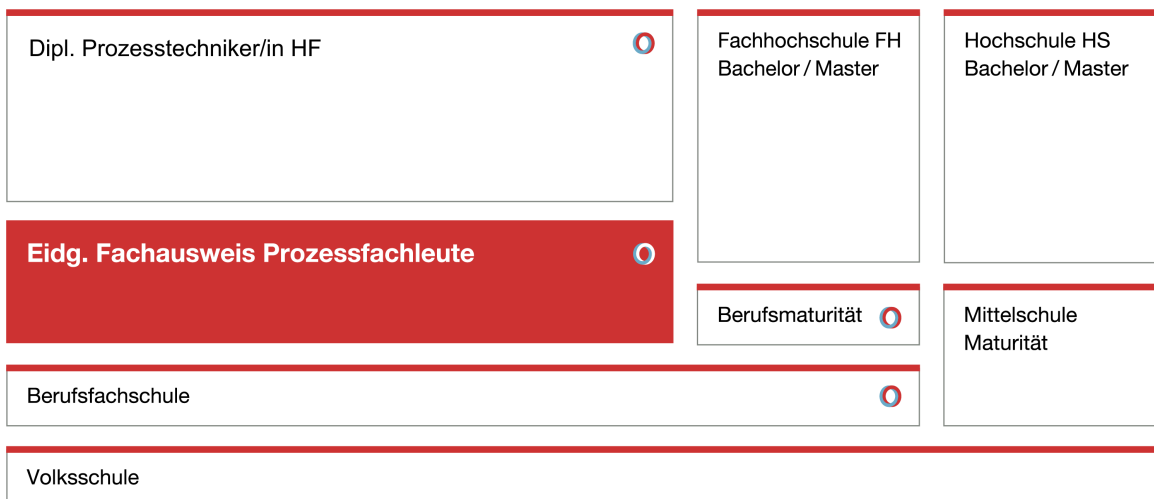 Dipl. Prozesstechniker/in HF
Fachhochschule FH
Bachelor / Master
Hochschule HS
Bachelor / Master
Eidg. Fachausweis Prozessfachleute
Berufsmaturität
Mittelschule
Maturität
Berufsfachschule
Volksschule